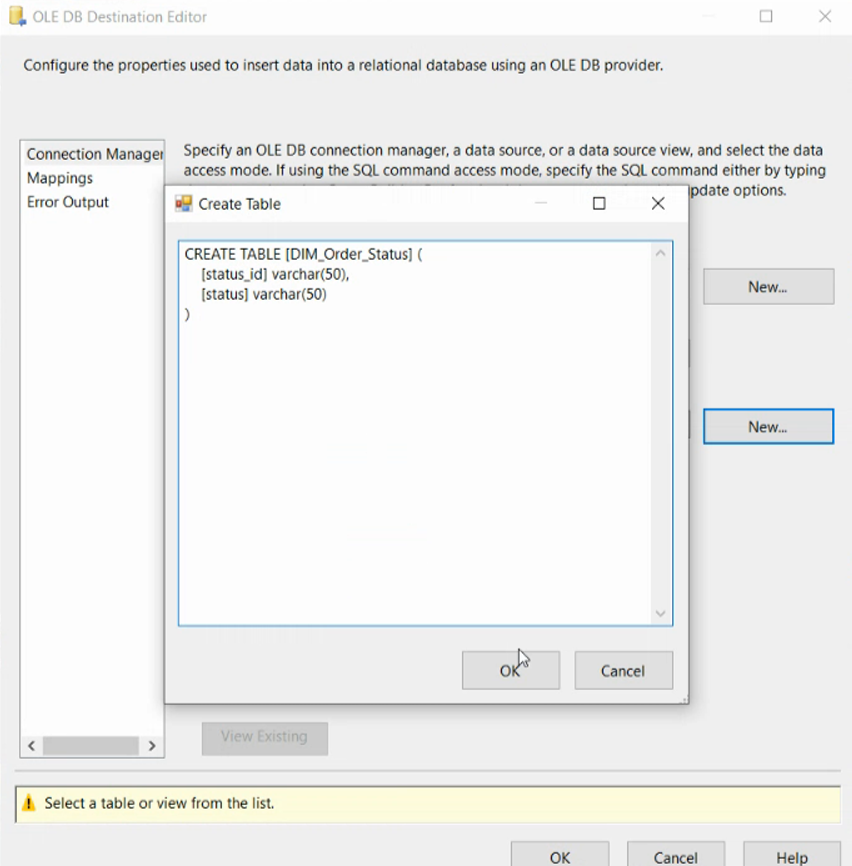 OLE DB Destination Editor
Configure the properties used to insert data into a relational database using an OLE DB provider.
Connection Manager
Mappings
Error Output
Specify an OLE DB connection manager, a data source, or a data source view, and select the data
access mode. If using the SQL command access mode, specify the SQL command either by typing
update options.
Create Table
CREATE TABLE [DIM_Order_Status] (
[status_id] varchar(50),
[status] varchar(50)
)
New...
New...
OK
Cancel
View Existing
Select a table or view from the list.
OK
Cancel
Help